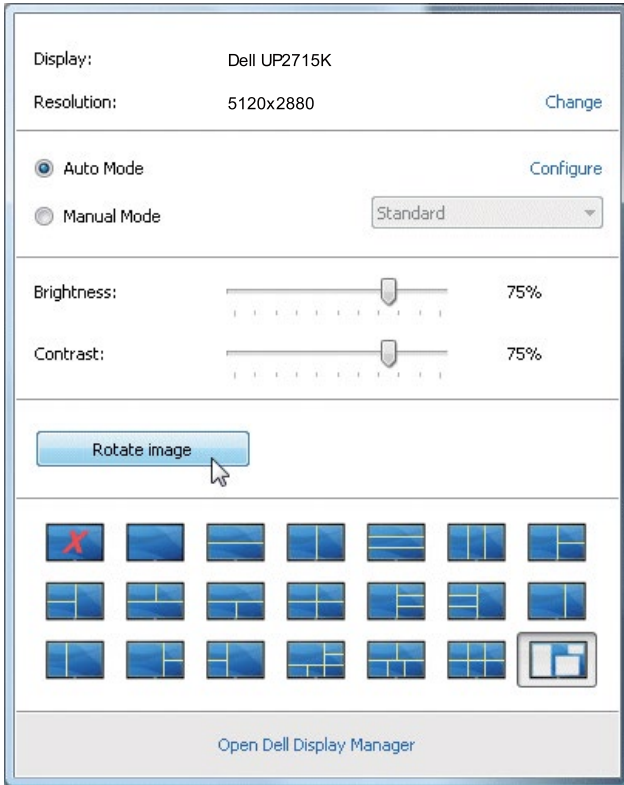 Display: Dell UP2715K
Resolution: 5120x2880 Change
Auto Mode Configure
Manual Mode Standard
Brightness: 75%
Contrast: 75%
Rotate image
Open Dell Display Manager